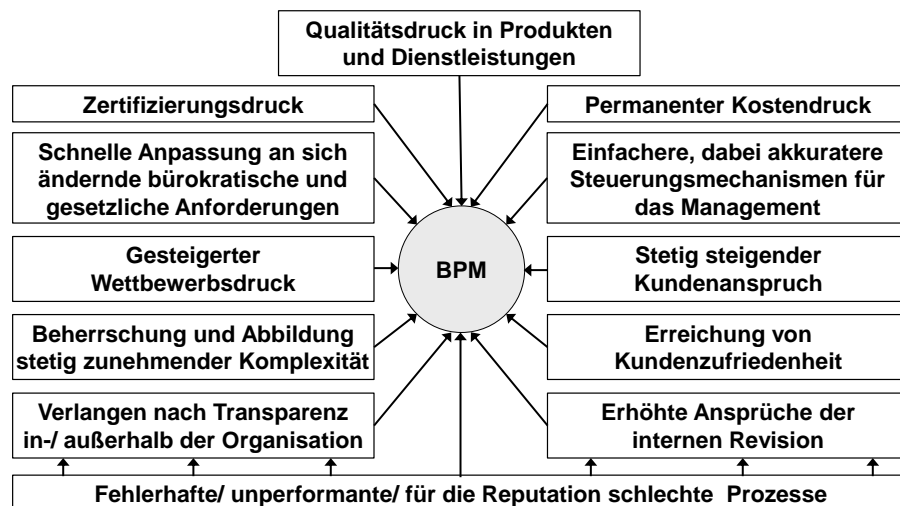 Qualitätsdruck in Produkten
und Dienstleistungen
Zertifizierungsdruck
Permanenter Kostendruck
Schnelle Anpassung an sich
ändernde bürokratische und
gesetzliche Anforderungen
Einfachere, dabei akkuratere
Steuerungsmechanismen für
das Management
Gesteigerter
Wettbewerbsdruck
BPM
Stetig steigender
Kundenanspruch
Beherrschung und Abbildung
stetig zunehmender Komplexität
Erreichung von
Kundenzufriedenheit
Verlangen nach Transparenz
in-/ außerhalb der Organisation
Erhöhte Ansprüche der
internen Revision
Fehlerhafte/ unperformante/ für die Reputation schlechte Prozesse